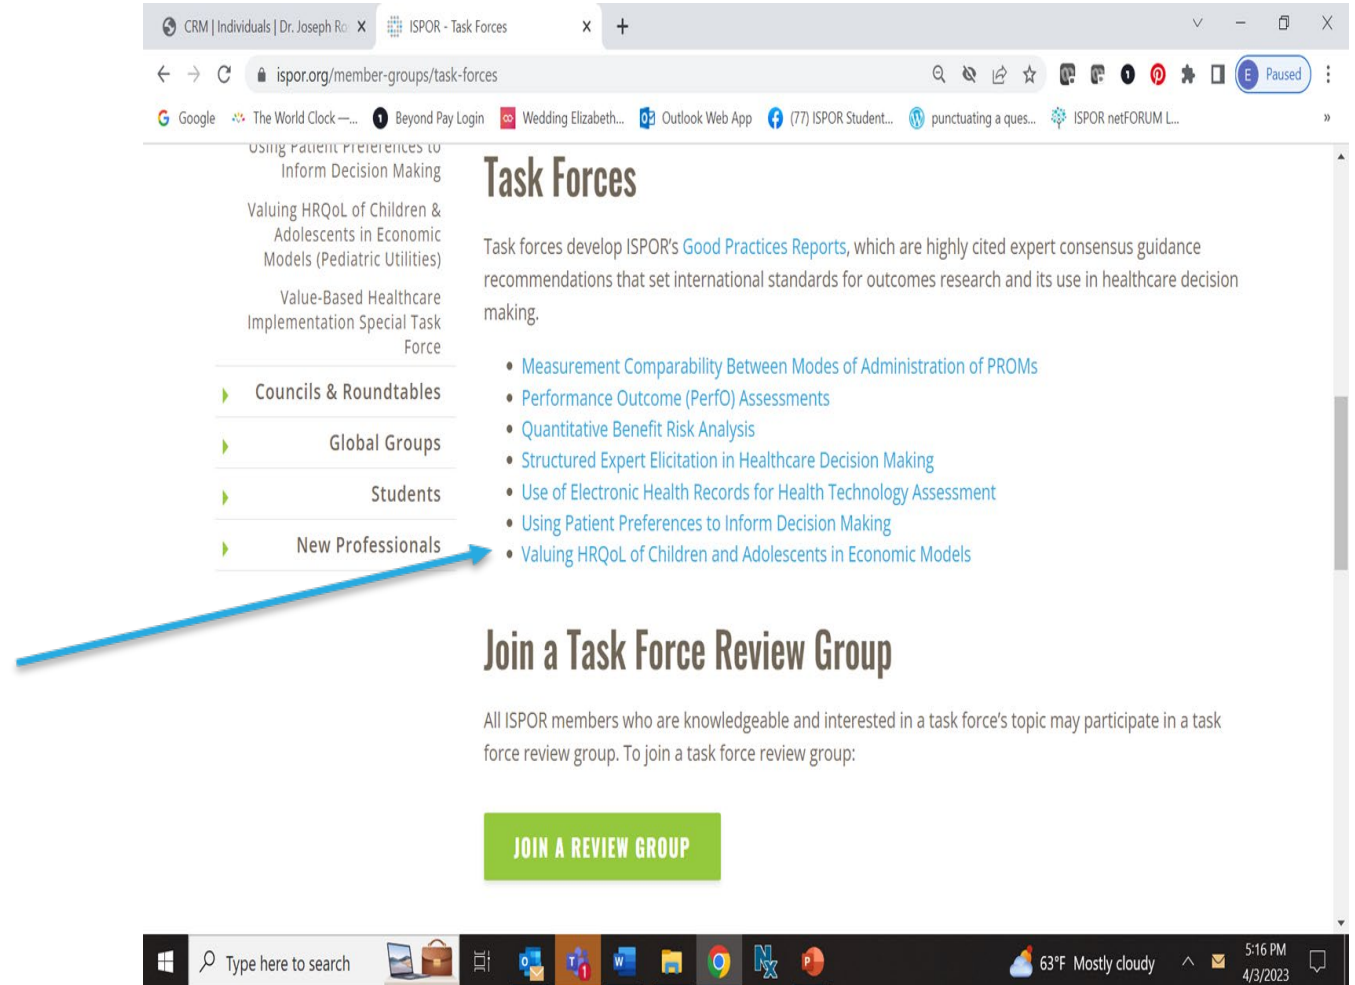 CRM | Individuals | Dr. Joseph Ro
ISPOR - Task Forces
ispor.org/member-groups/task-forces
Paused
Google
The World Clock —...
Beyond Pay Login
Wedding Elizabeth...
Outlook Web App
(77) ISPOR Student...
punctuating a ques...
ISPOR netFORUM L...
»
Using Patient Preferences to
Inform Decision Making
Valuing HRQoL of Children &
Adolescents in Economic
Models (Pediatric Utilities)
Value-Based Healthcare
Implementation Special Task
Force
Councils & Roundtables
Global Groups
Students
New Professionals
Task Forces
Task forces develop ISPOR's Good Practices Reports, which are highly cited expert consensus guidance
recommendations that set international standards for outcomes research and its use in healthcare decision
making.
• Measurement Comparability Between Modes of Administration of PROMs
• Performance Outcome (PerfO) Assessments
• Quantitative Benefit Risk Analysis
• Structured Expert Elicitation in Healthcare Decision Making
• Use of Electronic Health Records for Health Technology Assessment
• Using Patient Preferences to Inform Decision Making
• Valuing HRQoL of Children and Adolescents in Economic Models
Join a Task Force Review Group
All ISPOR members who are knowledgeable and interested in a task force's topic may participate in a task
force review group. To join a task force review group:
JOIN A REVIEW GROUP
Type here to search
63°F Mostly cloudy
5:16 PM
4/3/2023